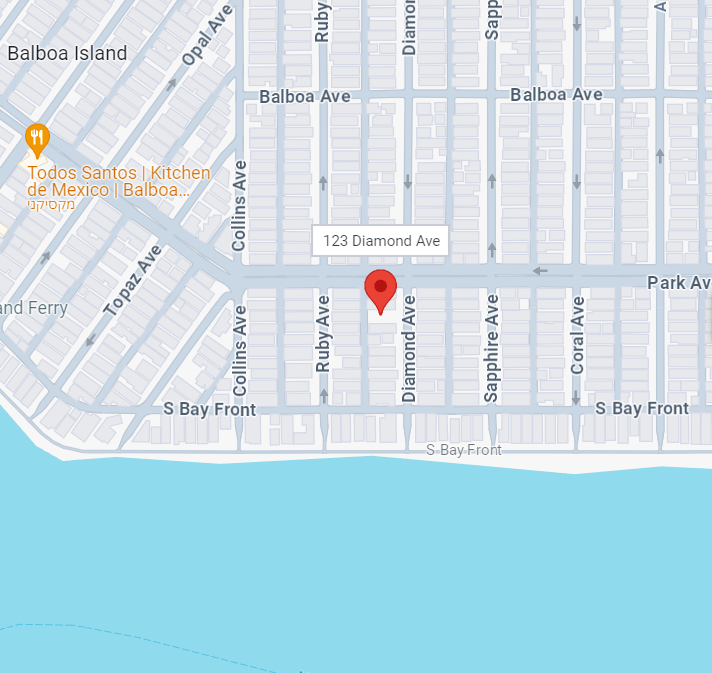 Ruby
Diamon
Sapp
A
Balboa Island
Opal Ave
Balboa Ave
Balboa Ave
Todos Santos | Kitchen
de Mexico | Balboa...
מקסיקני
Collins Ave
123 Diamond Ave
Topaz Ave
Park Av
and Ferry
Collins Ave
Ruby Ave
Diamond Ave
Sapphire Ave
Coral Ave
S Bay Front
S Bay Front
S Bay Front